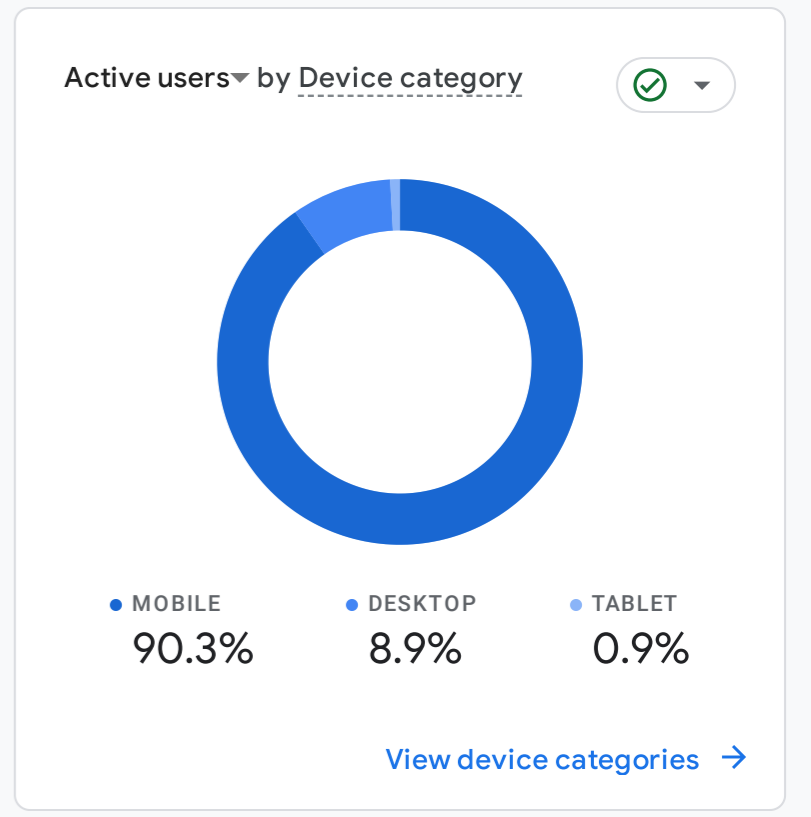 Active users by Device category
MOBILE DESKTOP TABLET
90.3% 8.9% 0.9%
View device categories